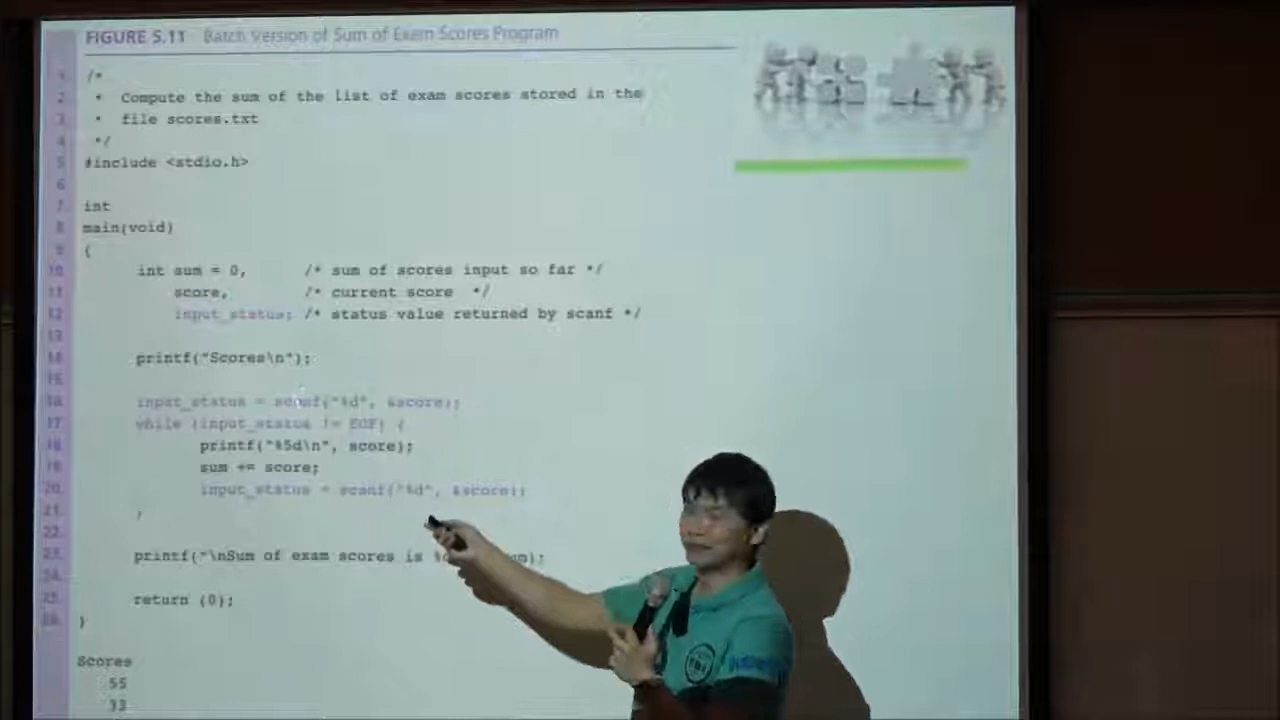 FIGURE 5.11 Batch Version of Sum of Exam Scores Program
1 /*
2 * Compute the sum of the list of exam scores stored in the
3 * file scores.txt
4 */
5 #include <stdio.h>
6
7. int
8 main(void)
9 {
10 int sum = 0, /* sum of scores input so far */
11 score, /* current score */
12 input_status; /* status value returned by scanf */
13
14 printf("Scores\n");
15.
16. input_status = scanf("%d", &score);
17. while (input_status != EOF) {
18 printf("%5d\n", score);
19. sum += score;
20. input_status = scanf("%d", &score);
21. }
22.
23. printf("\nSum of exam scores is
24.
25. return (0);
26. }
Scores
55
33